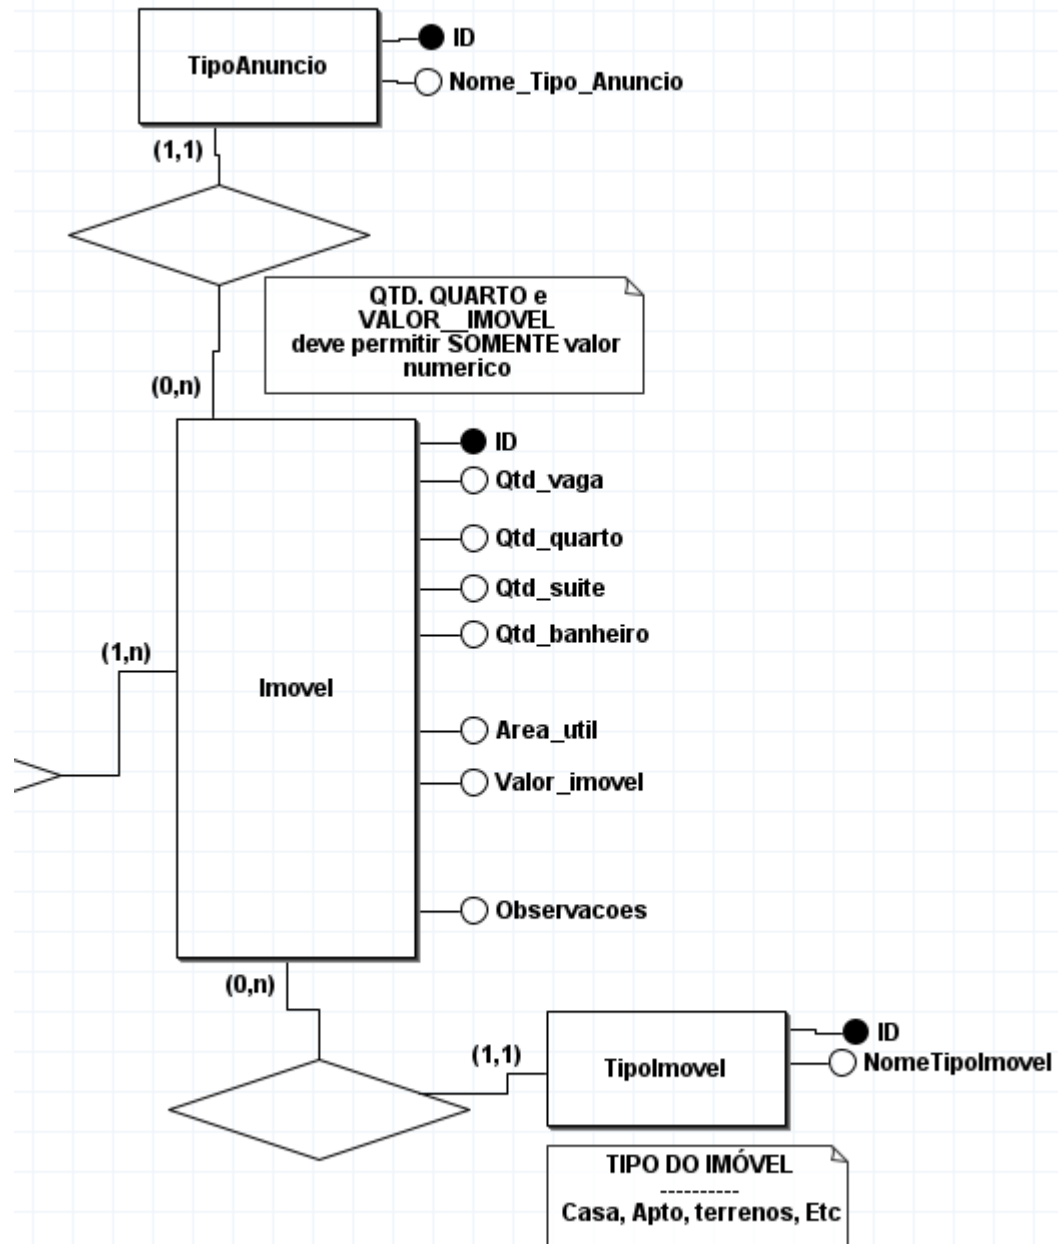 TipoAnuncio
ID
Nome_Tipo_Anuncio
(1,1)
QTD. QUARTO e
VALOR__IMOVEL
deve permitir SOMENTE valor
numerico
(0,n)
ID
Qtd_vaga
Qtd_quarto
Qtd_suite
Qtd_banheiro
(1,n)
Imovel
Area_util
Valor_imovel
Observacoes
(0,n)
(1,1)
TipoImovel
ID
NomeTipoImovel
TIPO DO IMÓVEL
----------
Casa, Apto, terrenos, Etc